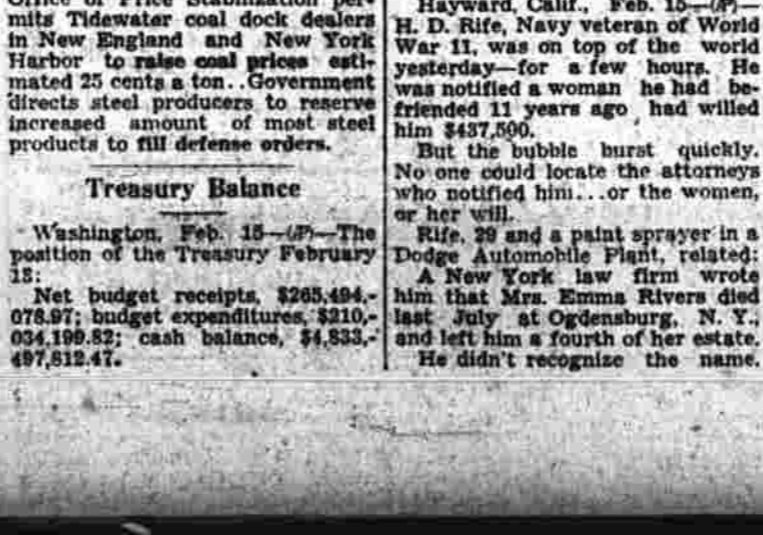 Office of Price Stabilization per-
mits Tidewater coal dock dealers
in New England and New York
Harbor to raise coal prices esti-
mated 25 cents a ton..Government
directs steel producers to reserve
increased amount of most steel
products to fill defense orders.
Treasury Balance
Washington, Feb. 15—(AP)—The
position of the Treasury February
13:
Net budget receipts, $265,494,-
078.97; budget expenditures, $210,-
034,199.82; cash balance, $4,833,-
497,812.47.
Hayward, Calif., Feb. 15—(AP)—
H. D. Rife, Navy veteran of World
War 11, was on top of the world
yesterday—for a few hours. He
was notified a woman he had be-
friended 11 years ago had willed
him $437,500.
But the bubble burst quickly.
No one could locate the attorneys
who notified him...or the women,
or her will.
Rife, 29 and a paint sprayer in a
Dodge Automobile Plant, related:
A New York law firm wrote
him that Mrs. Emma Rivers died
last July at Ogdensburg, N. Y.,
and left him a fourth of her estate.
He didn't recognize the name.